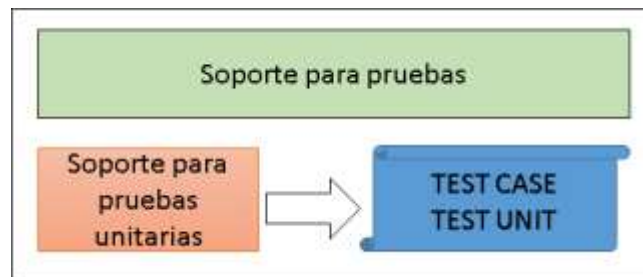 Soporte para pruebas
Soporte para
pruebas
unitarias
TEST CASE
TEST UNIT